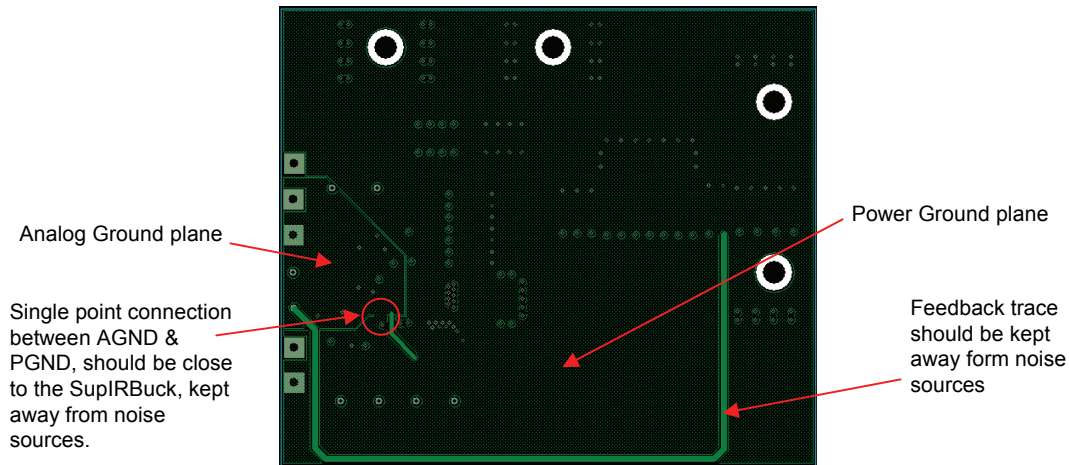 Analog Ground plane
Single point connection
between AGND &
PGND, should be close
to the SupIRBuck, kept
away from noise
sources.
Power Ground plane
Feedback trace
should be kept
away form noise
sources